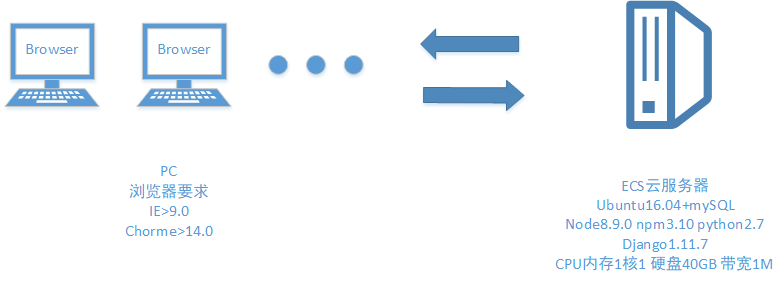 Browser
Browser
PC
浏览器要求
IE>9.0
Chorme>14.0
ECS云服务器
Ubuntu16.04+mySQL
Node8.9.0 npm3.10 python2.7
Django1.11.7
CPU内存1核1 硬盘40GB 带宽1M